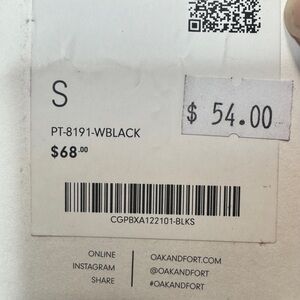 S
$ 54.00
PT-8191-WBLACK
$68.00
CGPBXA122101-BLKS
ONLINE OAKANDFORT.COM
INSTAGRAM @OAKANDFORT
SHARE #OAKANDFORT